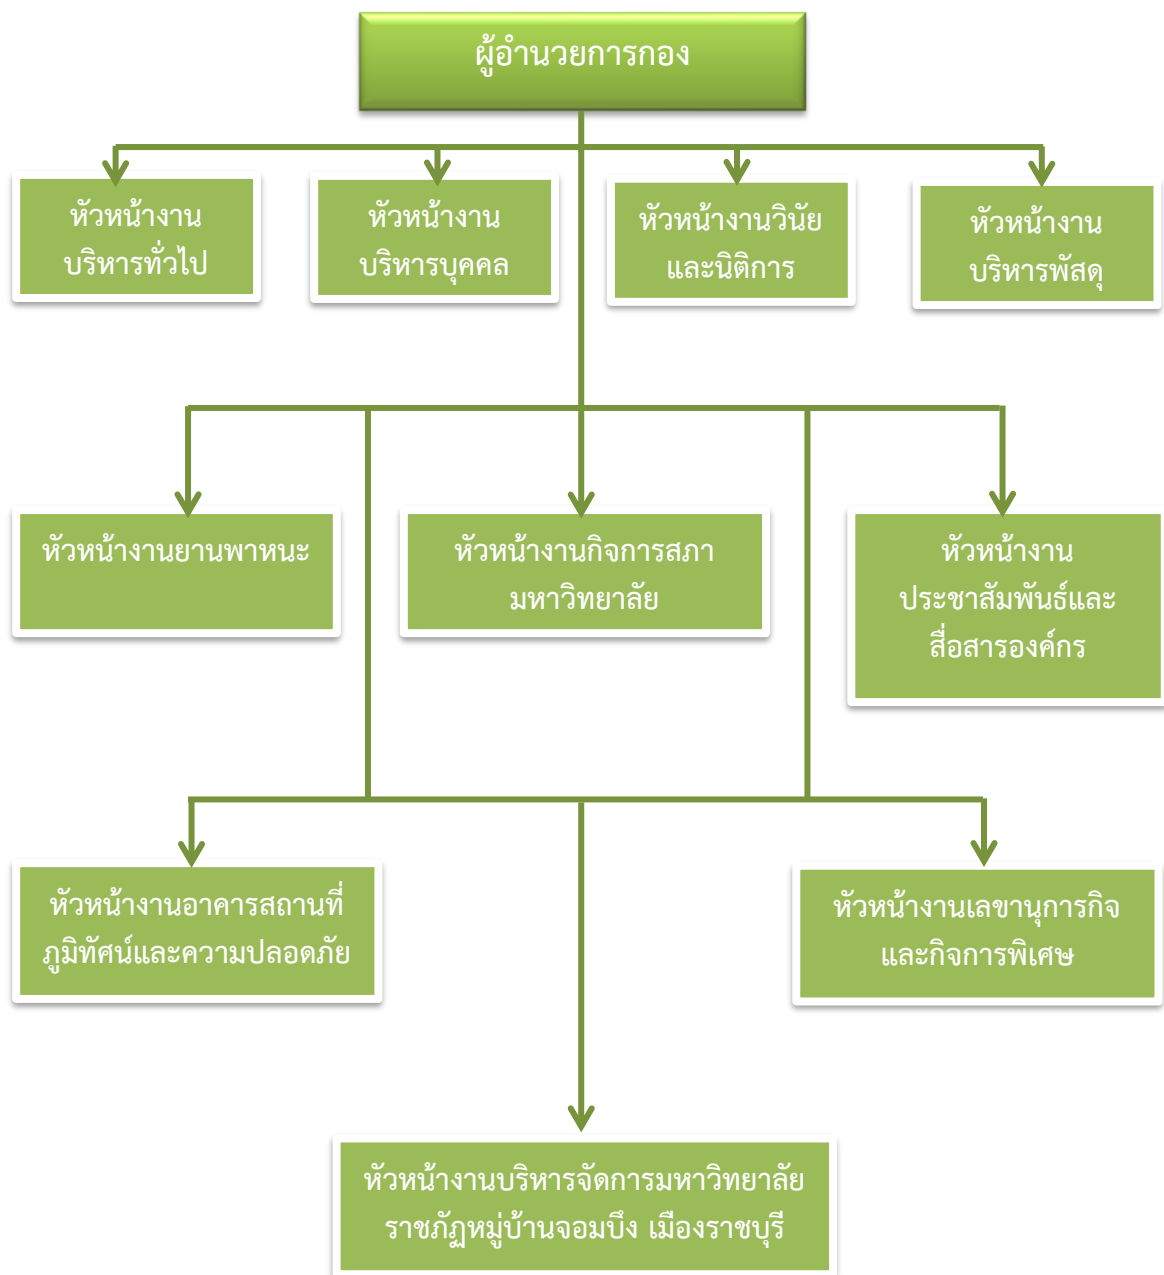 ผู้อำนวยการกอง
หัวหน้างาน
บริหารทั่วไป
หัวหน้างาน
บริหารบุคคล
หัวหน้างานวินัย
และนิติการ
หัวหน้างาน
บริหารพัสดุ
หัวหน้างานยานพาหนะ
หัวหน้างานกิจการสภา
มหาวิทยาลัย
หัวหน้างาน
ประชาสัมพันธ์และ
สื่อสารองค์กร
หัวหน้างานอาคารสถานที่
ภูมิทัศน์และความปลอดภัย
หัวหน้างานเลขานุการกิจ
และกิจการพิเศษ
หัวหน้างานบริหารจัดการมหาวิทยาลัย
ราชภัฏหมู่บ้านจอมบึง เมืองราชบุรี